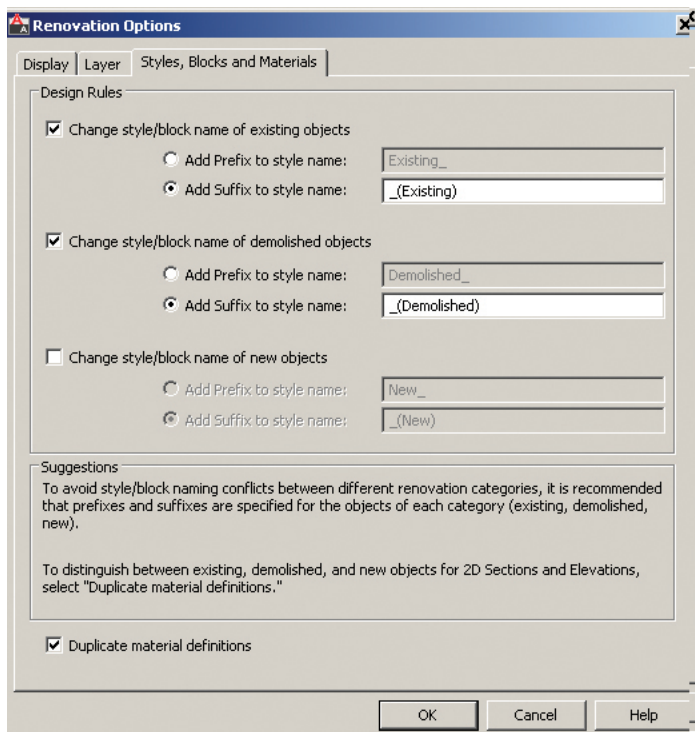 Renovation Options
Display Layer Styles, Blocks and Materials
Design Rules
Change style/block name of existing objects
Add Prefix to style name: Existing_
Add Suffix to style name: _(Existing)
Change style/block name of demolished objects
Add Prefix to style name: Demolished_
Add Suffix to style name: _(Demolished)
Change style/block name of new objects
Add Prefix to style name: New_
Add Suffix to style name: _(New)
Suggestions
To avoid style/block naming conflicts between different renovation categories, it is recommended
that prefixes and suffixes are specified for the objects of each category (existing, demolished,
new).
To distinguish between existing, demolished, and new objects for 2D Sections and Elevations,
select "Duplicate material definitions."
Duplicate material definitions
OK Cancel Help